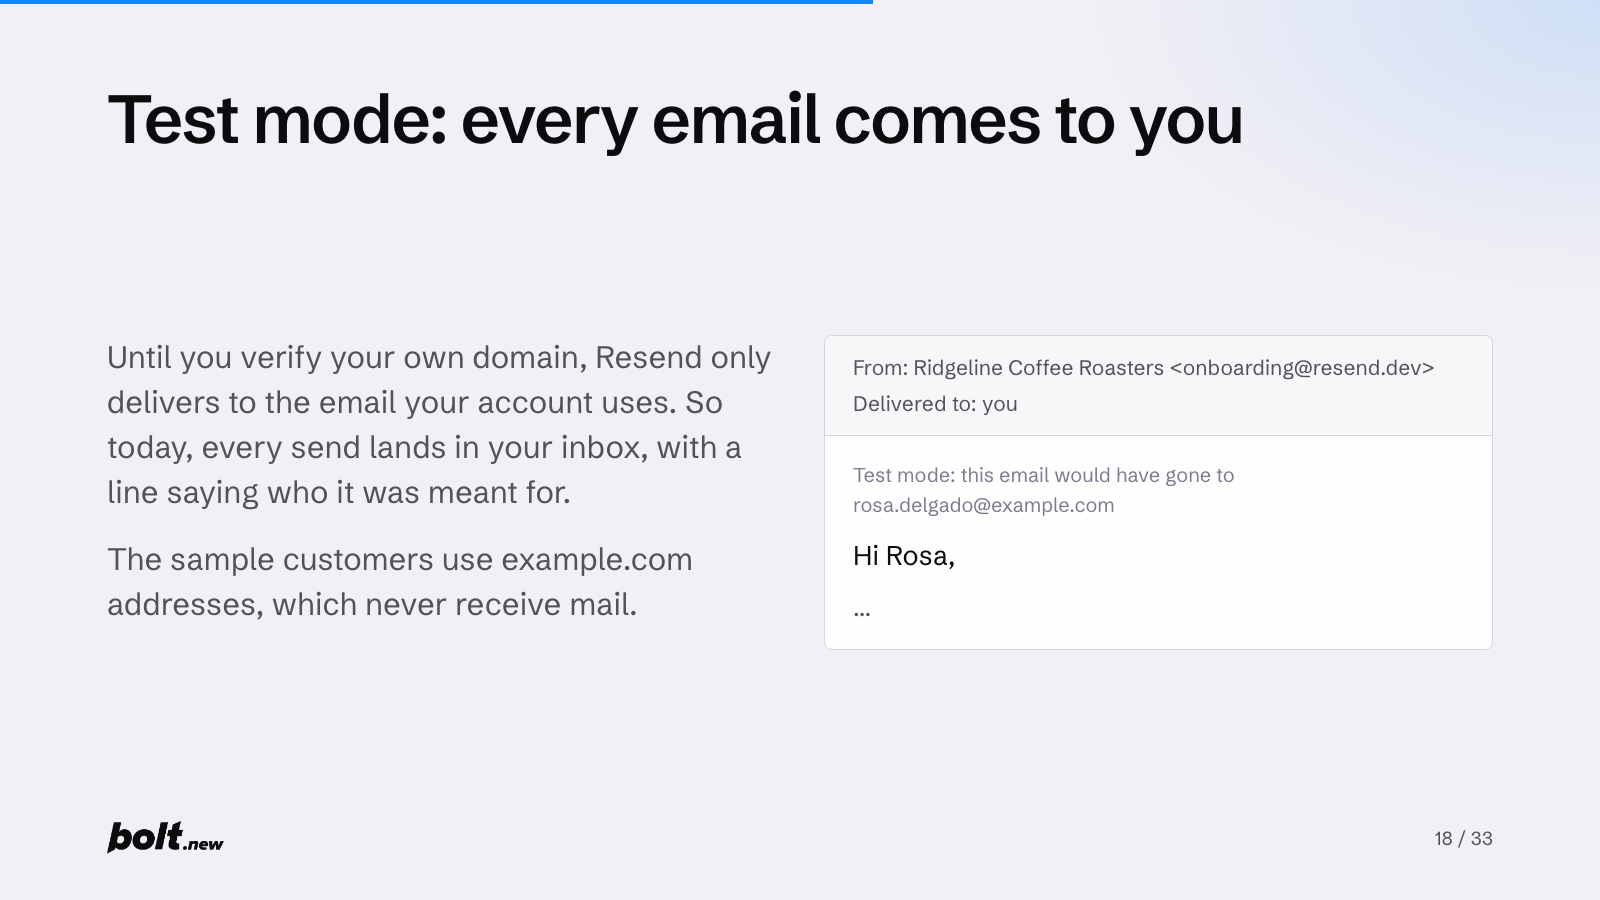 Test mode: every email comes to you
Until you verify your own domain, Resend only
delivers to the email your account uses. So
today, every send lands in your inbox, with a
line saying who it was meant for.
The sample customers use example.com
addresses, which never receive mail.
From: Ridgeline Coffee Roasters <onboarding@resend.dev>
Delivered to: you
Test mode: this email would have gone to
rosa.delgado@example.com
Hi Rosa,
...
bolt.new
18 / 33